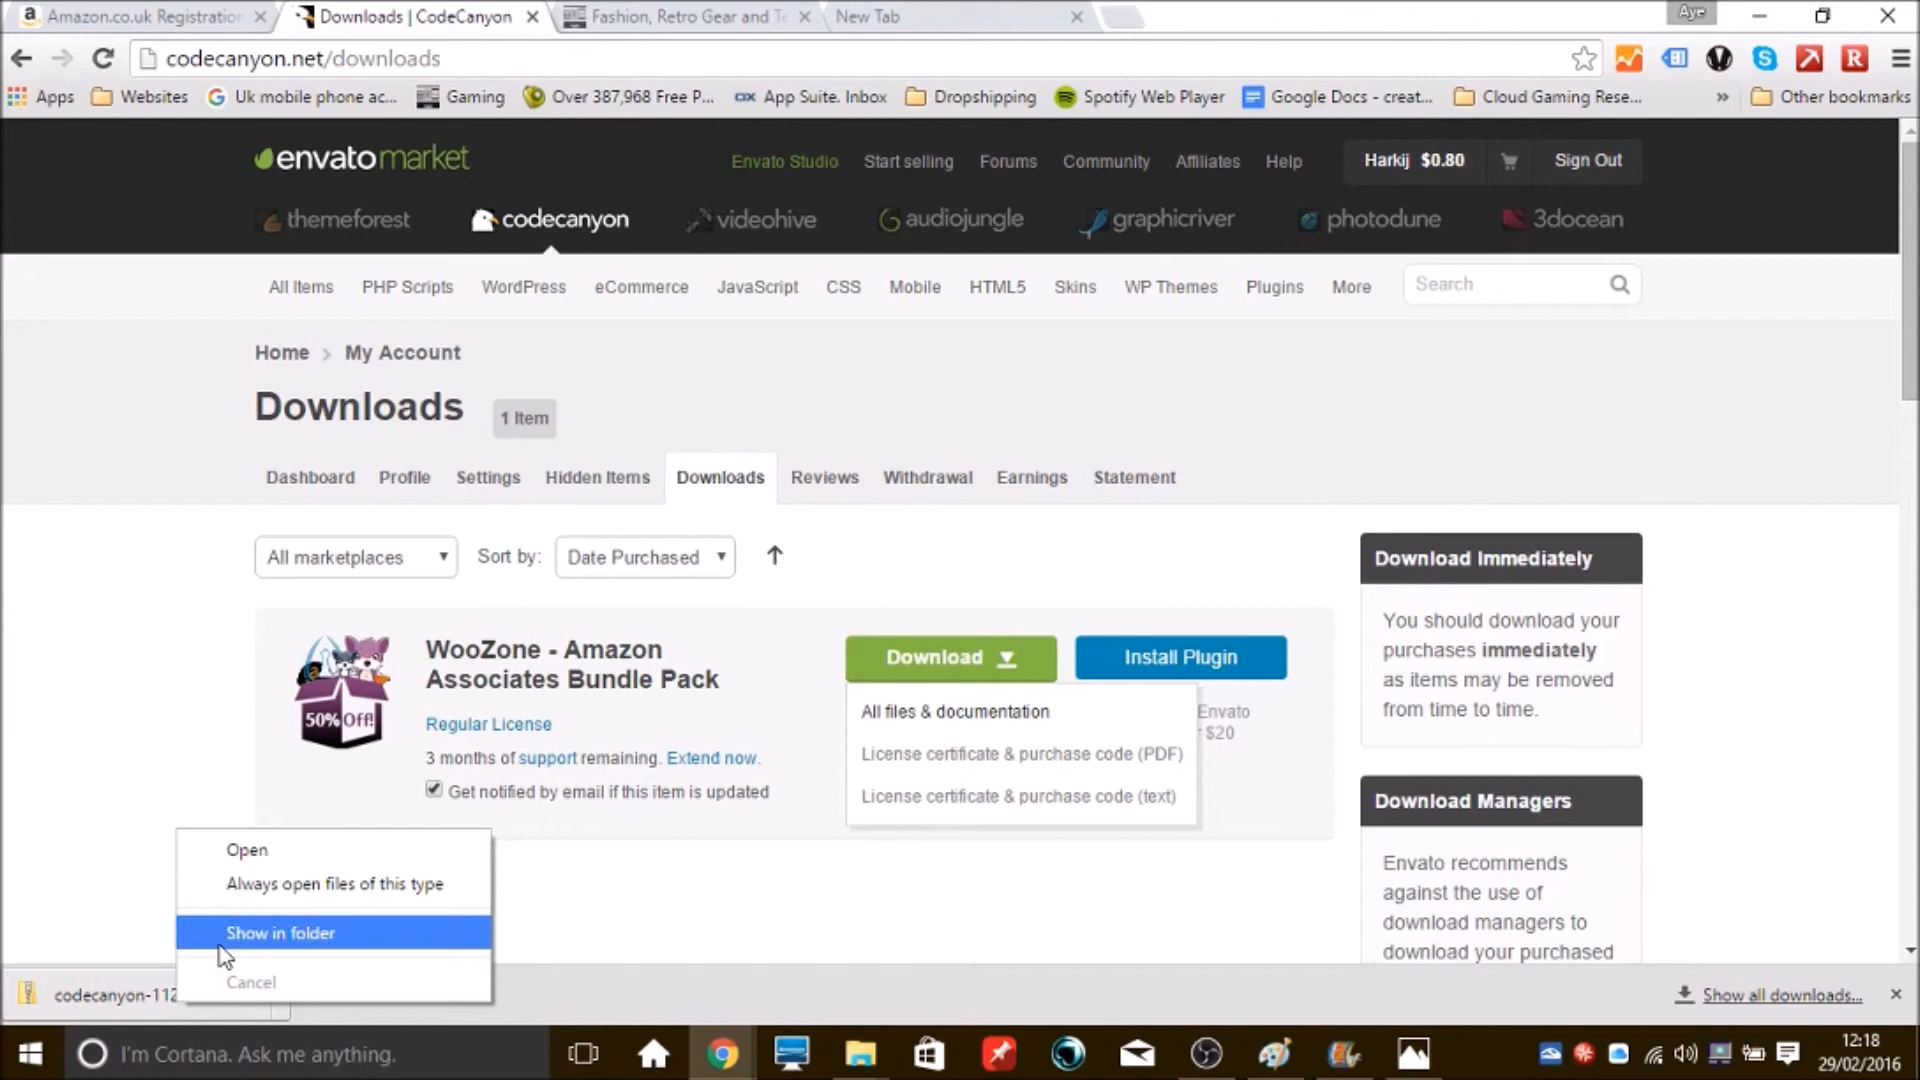 Amazon.co.uk Registration
Downloads | CodeCanyon
Fashion, Retro Gear and Te
New Tab
Aye
codecanyon.net/downloads
Apps
Websites
Uk mobile phone ac...
Gaming
Over 387,968 Free P...
App Suite. Inbox
Dropshipping
Spotify Web Player
Google Docs - creat...
Cloud Gaming Rese...
»
Other bookmarks
envatomarket
Envato Studio
Start selling
Forums
Community
Affiliates
Help
Harkij $0.80
Sign Out
themeforest
codecanyon
videohive
audiojungle
graphicriver
photodune
3docean
All Items
PHP Scripts
WordPress
eCommerce
JavaScript
CSS
Mobile
HTML5
Skins
WP Themes
Plugins
More
Search
Home > My Account
Downloads
1 Item
Dashboard
Profile
Settings
Hidden Items
Downloads
Reviews
Withdrawal
Earnings
Statement
All marketplaces
Sort by:
Date Purchased
50% Off!
WooZone - Amazon
Associates Bundle Pack
Regular License
3 months of support remaining. Extend now.
Get notified by email if this item is updated
Download
Install Plugin
All files & documentation
License certificate & purchase code (PDF)
License certificate & purchase code (text)
Envato
$20
Download Immediately
You should download your
purchases immediately
as items may be removed
from time to time.
Download Managers
Envato recommends
against the use of
download managers to
download your purchased
Open
Always open files of this type
Show in folder
Cancel
codecanyon-112
Show all downloads...
I'm Cortana. Ask me anything.
12:18
29/02/2016